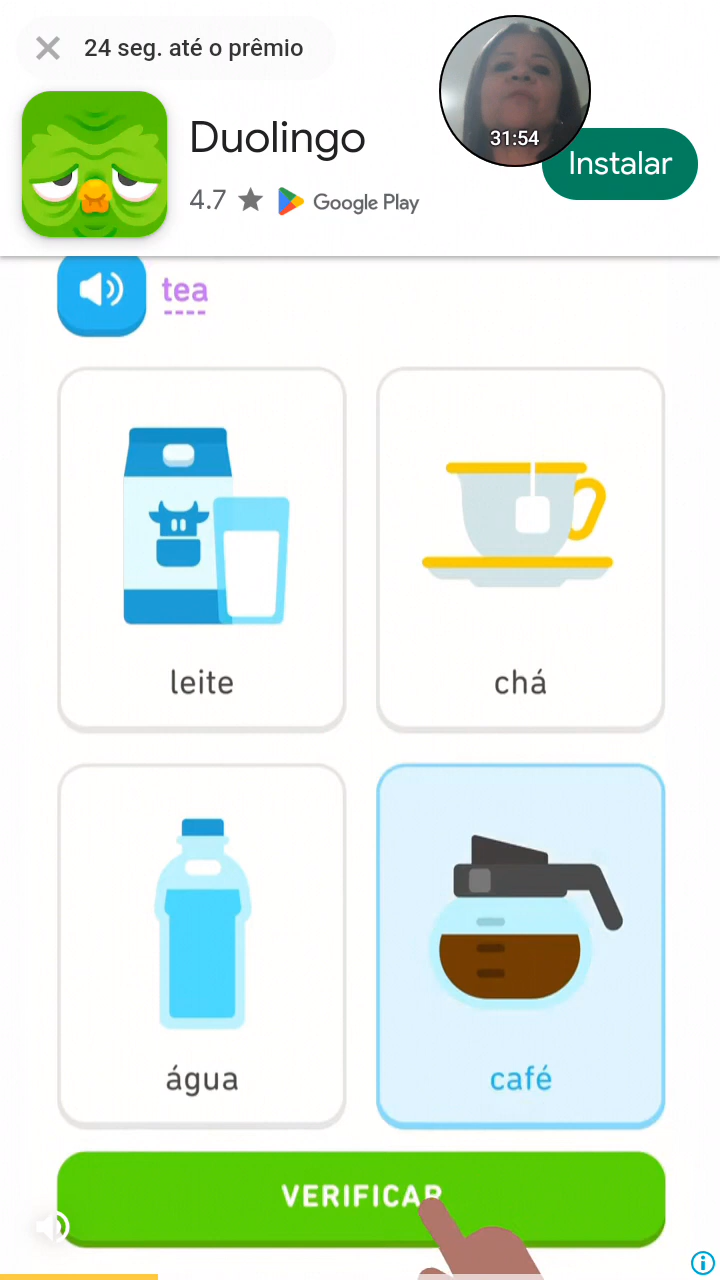 24 seg. até o prêmio
31:54
Duolingo
Instalar
4.7 ★ Google Play
tea
leite
chá
água
café
VERIFICAR